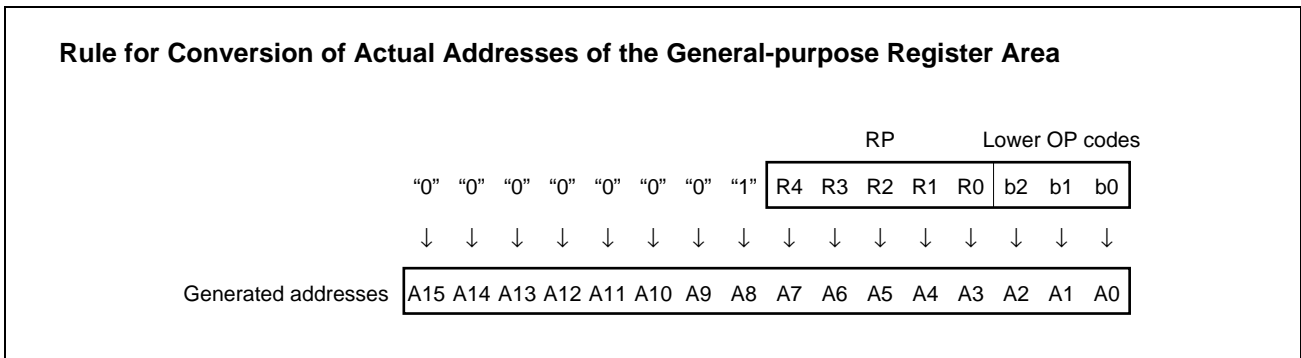 Rule for Conversion of Actual Addresses of the General-purpose Register Area
RP Lower OP codes
“0” “0” “0” “0” “0” “0” “0” “1” R4 R3 R2 R1 R0 b2 b1 b0
↓ ↓ ↓ ↓ ↓ ↓ ↓ ↓ ↓ ↓ ↓ ↓ ↓ ↓ ↓ ↓
Generated addresses A15 A14 A13 A12 A11 A10 A9 A8 A7 A6 A5 A4 A3 A2 A1 A0